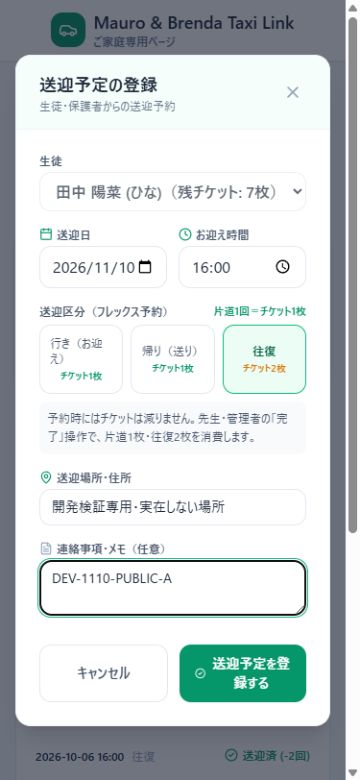 Mauro & Brenda Taxi Link
ご家庭専用ページ
送迎予定の登録
生徒・保護者からの送迎予約
生徒
田中 陽菜 (ひな) (残チケット: 7枚)
送迎日
お迎え時間
2026/11/10
16:00
送迎区分（フレックス予約）
片道1回＝チケット1枚
行き（お迎
え）
チケット1枚
帰り（送り）
チケット1枚
往復
チケット2枚
予約時にはチケットは減りません。先生・管理者の「完
了」操作で、片道1枚・往復2枚を消費します。
送迎場所・住所
開発検証専用・実在しない場所
連絡事項・メモ（任意）
DEV-1110-PUBLIC-A
キャンセル
送迎予定を登
録する
2026-10-06 16:00 往復
送迎済 (-2回)